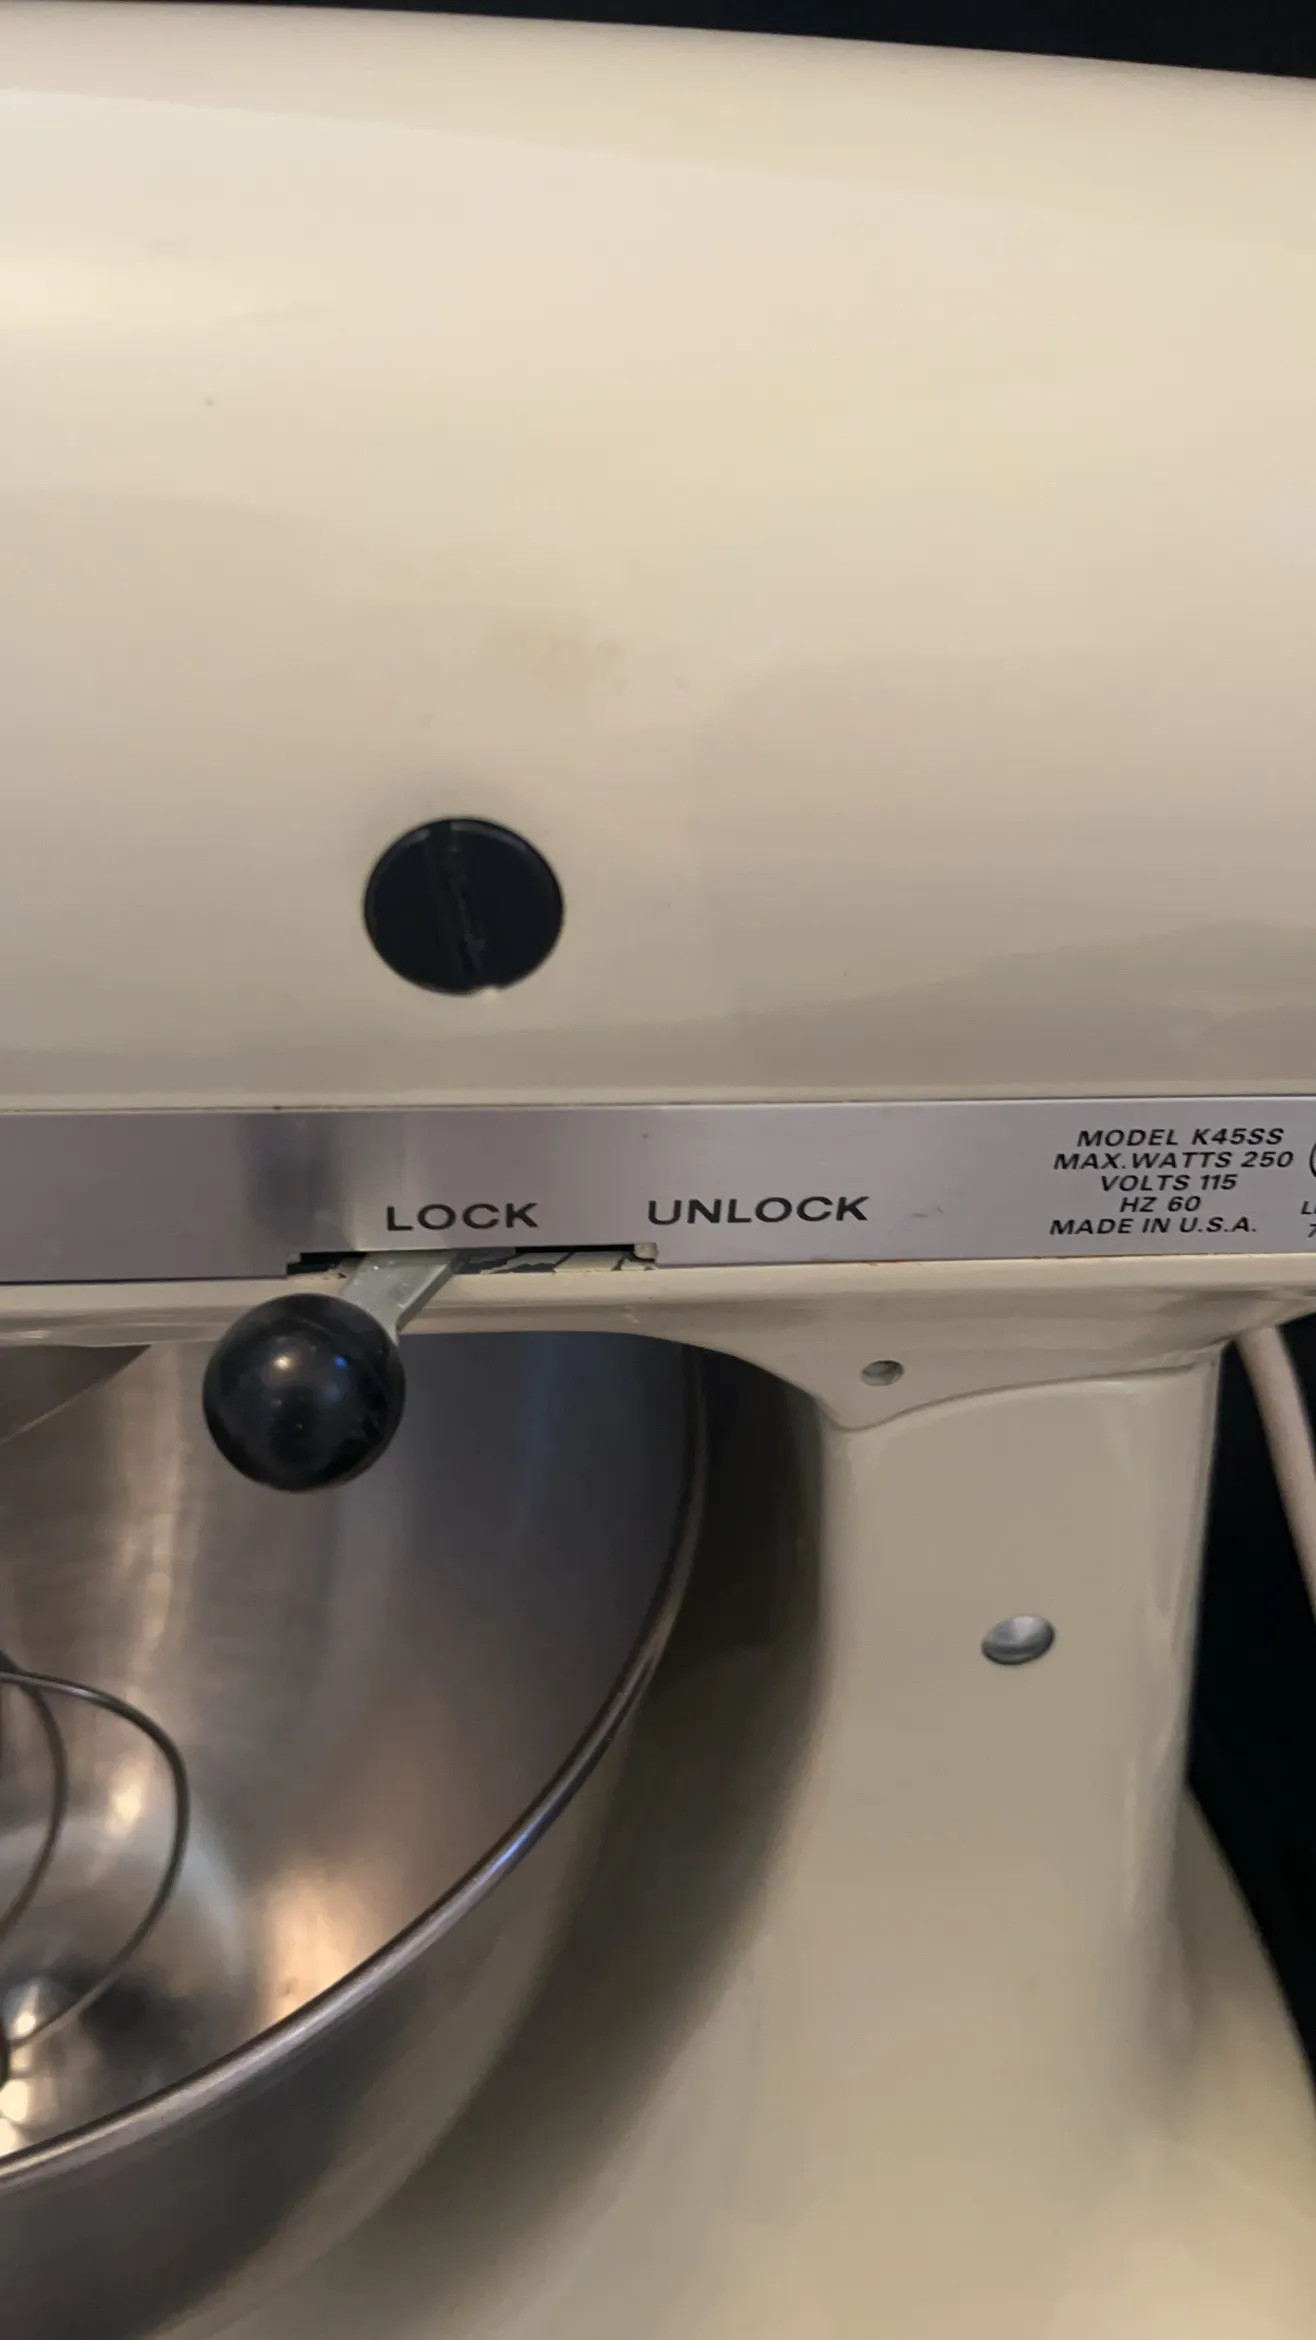 LOCK UNLOCK
MODEL K45SS
MAX.WATTS 250
VOLTS 115
HZ 60
MADE IN U.S.A.